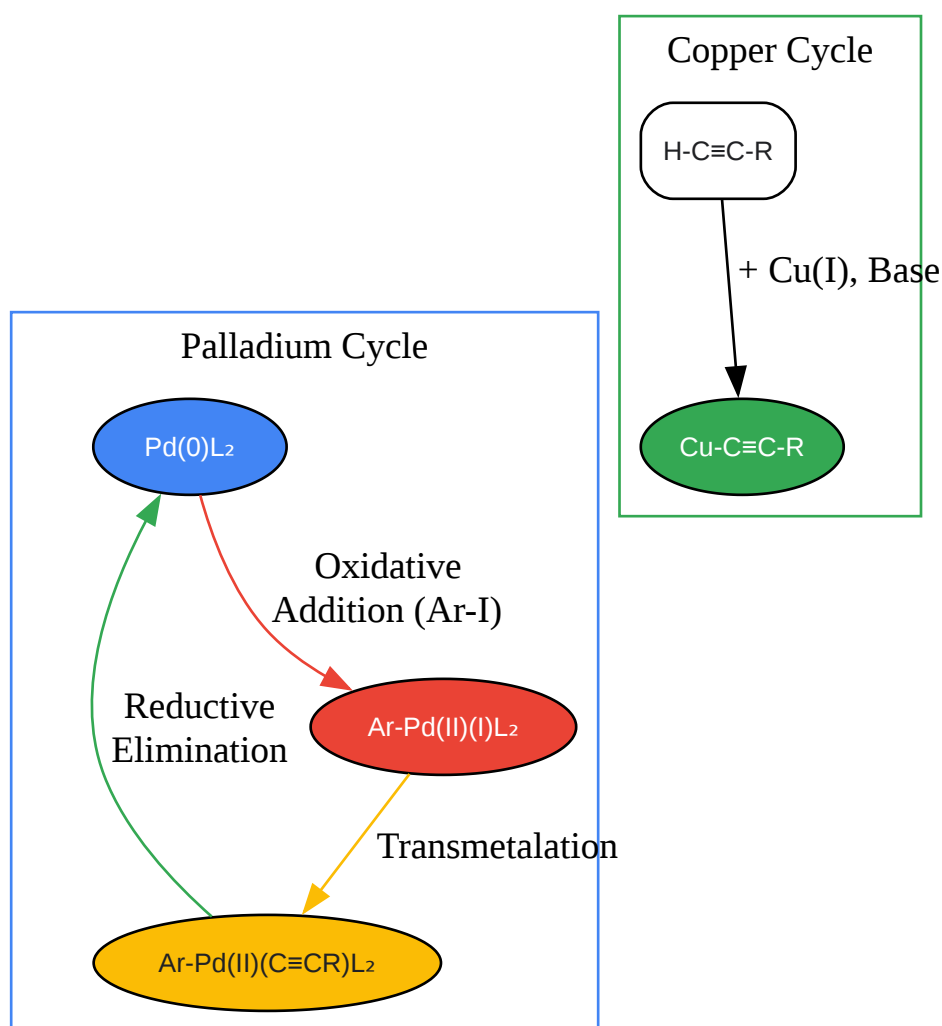 Copper Cycle
H-C≡C-R
+ Cu(I), Base
Cu-C≡C-R
Palladium Cycle
Pd(0)L₂
Oxidative
Addition (Ar-I)
Ar-Pd(II)(I)L₂
Reductive
Elimination
Transmetalation
Ar-Pd(II)(C≡CR)L₂